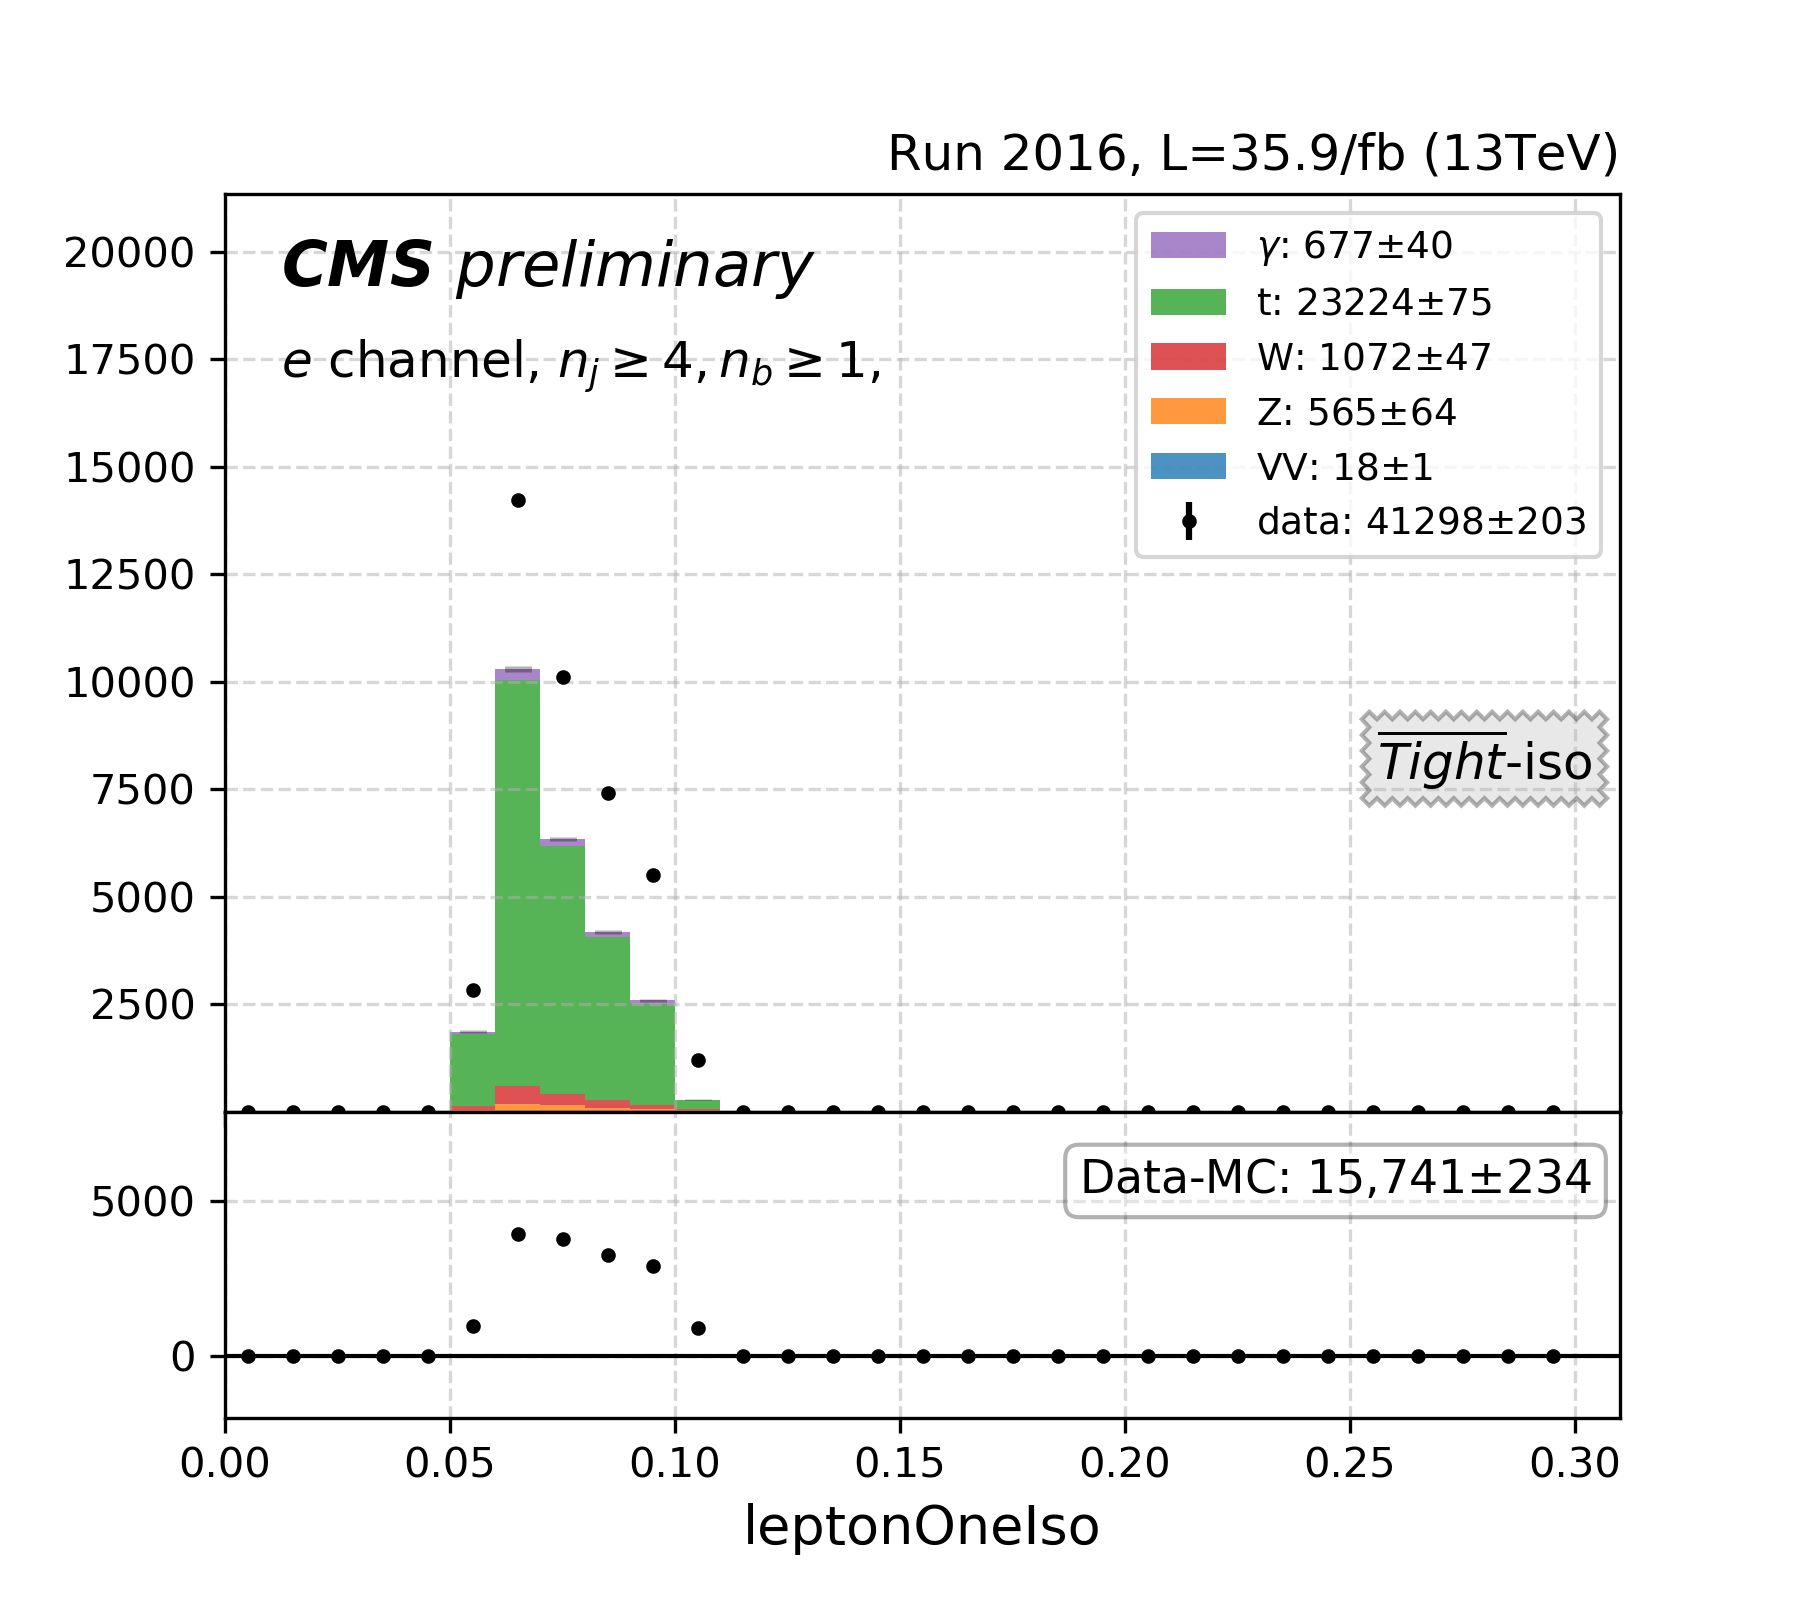 Run 2016, L=35.9/fb (13TeV)
CMS preliminary
e channel, n_j ≥ 4, n_b ≥ 1,
γ: 677±40
t: 23224±75
W: 1072±47
Z: 565±64
VV: 18±1
data: 41298±203
20000
17500
15000
12500
10000
7500
5000
2500
Tight-iso
Data-MC: 15,741±234
5000
0
0.00 0.05 0.10 0.15 0.20 0.25 0.30
leptonOneIso